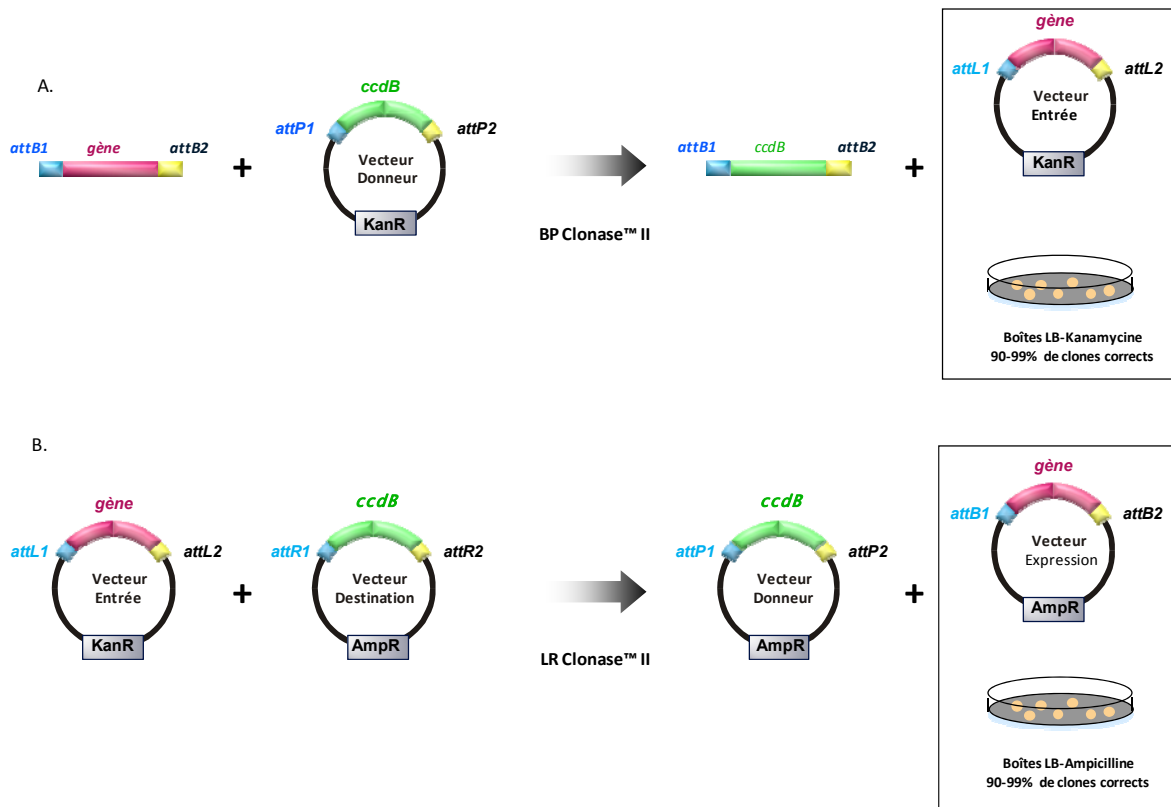 A.
attB1
gène
attB2
+
ccdB
attP1
attP2
Vecteur
Donneur
KanR
BP Clonase™ II
attB1
ccdB
attB2
+
gène
attL1
attL2
Vecteur
Entrée
KanR
Boîtes LB-Kanamycine
90-99% de clones corrects
B.
gène
attL1
attL2
Vecteur
Entrée
KanR
+
ccdB
attR1
attR2
Vecteur
Destination
AmpR
LR Clonase™ II
ccdB
attP1
attP2
Vecteur
Donneur
AmpR
+
gène
attB1
attB2
Vecteur
Expression
AmpR
Boîtes LB-Ampicilline
90-99% de clones corrects